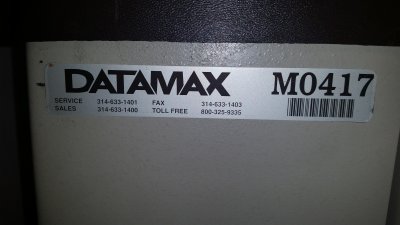 DATAMAX M0417
SERVICE 314-633-1401 FAX 314-633-1403
SALES 314-633-1400 TOLL FREE 800-325-9335